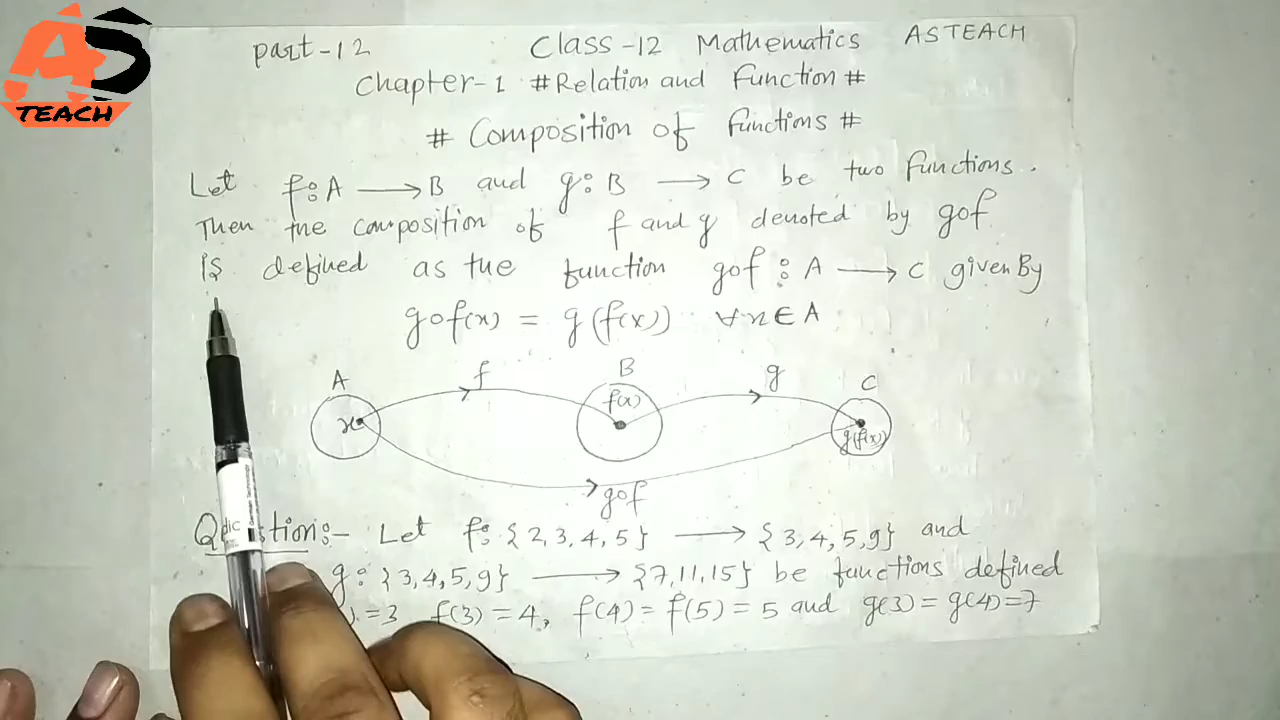 AS
TEACH
part-12 Class-12 Mathematics ASTEACH
Chapter-1 #Relation and Function#
# Composition of functions #
Let f:A → B and g:B → C be two functions.
Then the composition of f and g denoted by gof
is defined as the function gof : A → C given By
gof(x) = g(f(x)) ∀x∈A
A f B g C
x f(x) g(f(x))
gof
Question:- Let f:{2,3,4,5} → {3,4,5,9} and
g:{3,4,5,9} → {7,11,15} be functions defined
)=3 f(3)=4, f(4)=f(5)=5 and g(3)=g(4)=7